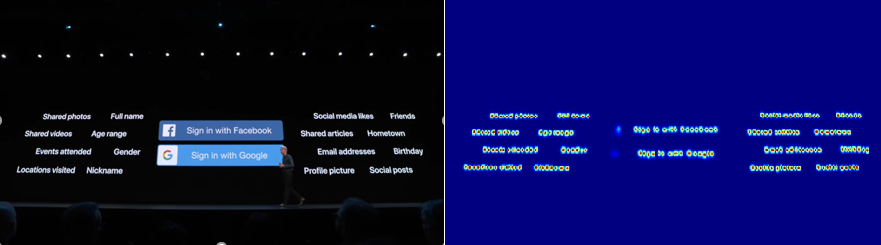 Shared photos Full name
Shared videos Age range
Events attended Gender
Locations visited Nickname
Sign in with Facebook
Sign in with Google
Social media likes Friends
Shared articles Hometown
Email addresses Birthday
Profile picture Social posts